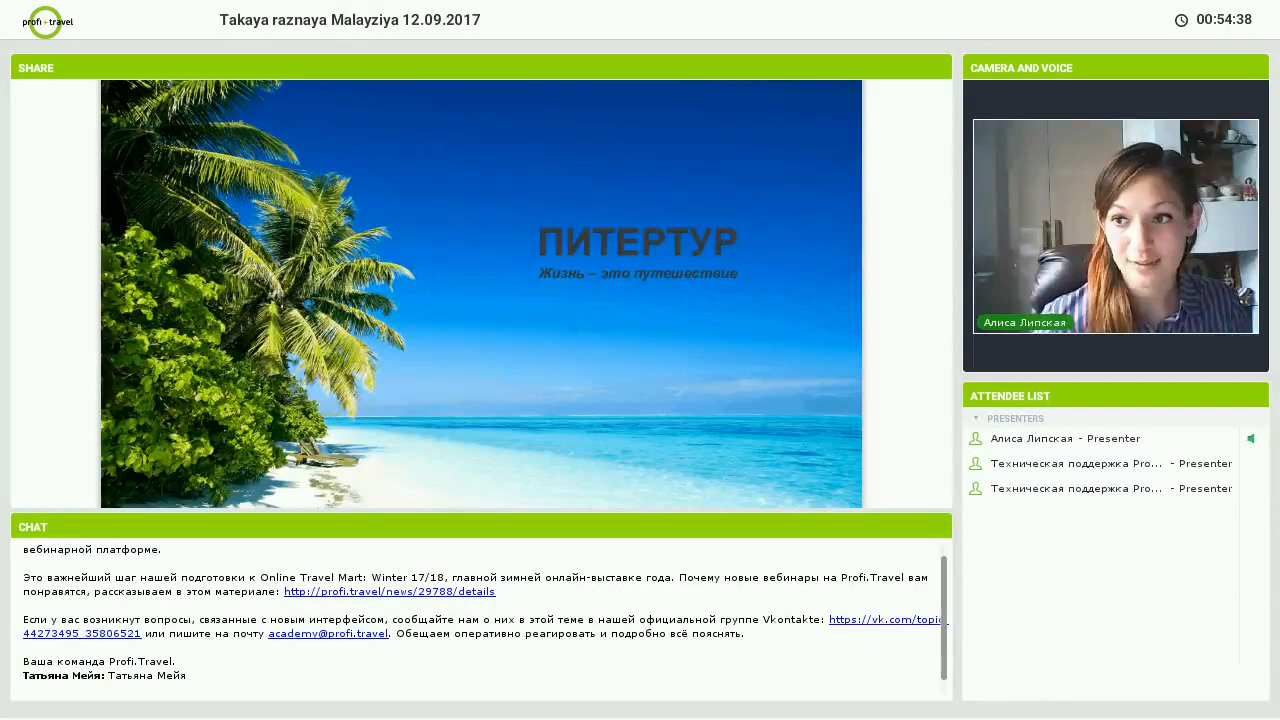 profi+travel
Takaya raznaya Malayziya 12.09.2017
00:54:38
SHARE
ПИТЕРТУР
Жизнь – это путешествие
CAMERA AND VOICE
Алиса Липская
ATTENDEE LIST
PRESENTERS
Алиса Липская - Presenter
Техническая поддержка Pro... - Presenter
Техническая поддержка Pro... - Presenter
CHAT
вебинарной платформе.
Это важнейший шаг нашей подготовки к Online Travel Mart: Winter 17/18, главной зимней онлайн-выставке года. Почему новые вебинары на Profi.Travel вам
понравятся, рассказываем в этом материале: http://profi.travel/news/29788/details
Если у вас возникнут вопросы, связанные с новым интерфейсом, сообщайте нам о них в этой теме в нашей официальной группе Vkontakte: https://vk.com/topic-
44273495_35806521 или пишите на почту academy@profi.travel. Обещаем оперативно реагировать и подробно всё пояснять.
Ваша команда Profi.Travel.
Татьяна Мейя: Татьяна Мейя